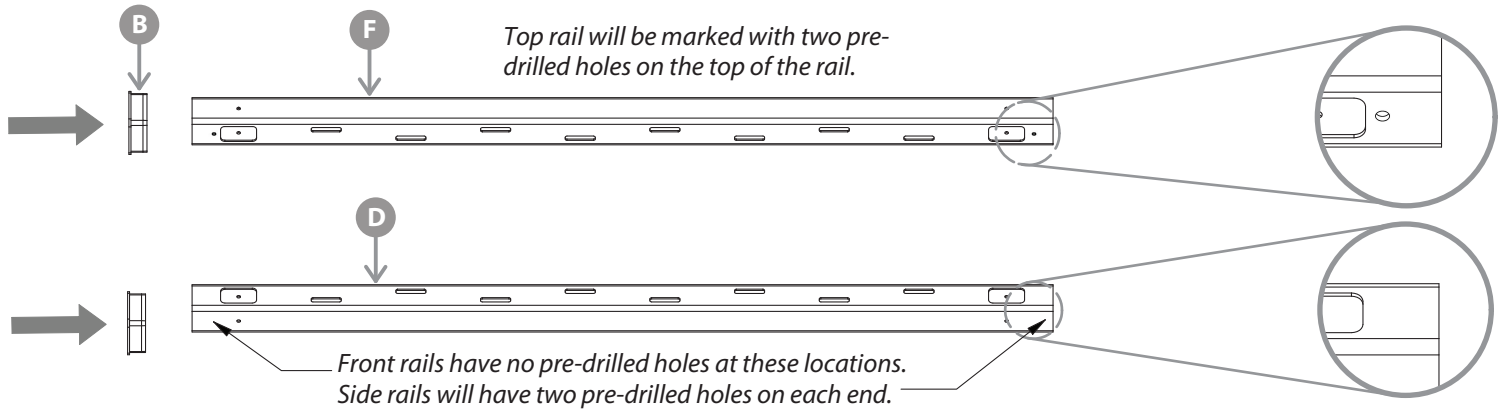 B
F
Top rail will be marked with two pre-
drilled holes on the top of the rail.
D
Front rails have no pre-drilled holes at these locations.
Side rails will have two pre-drilled holes on each end.